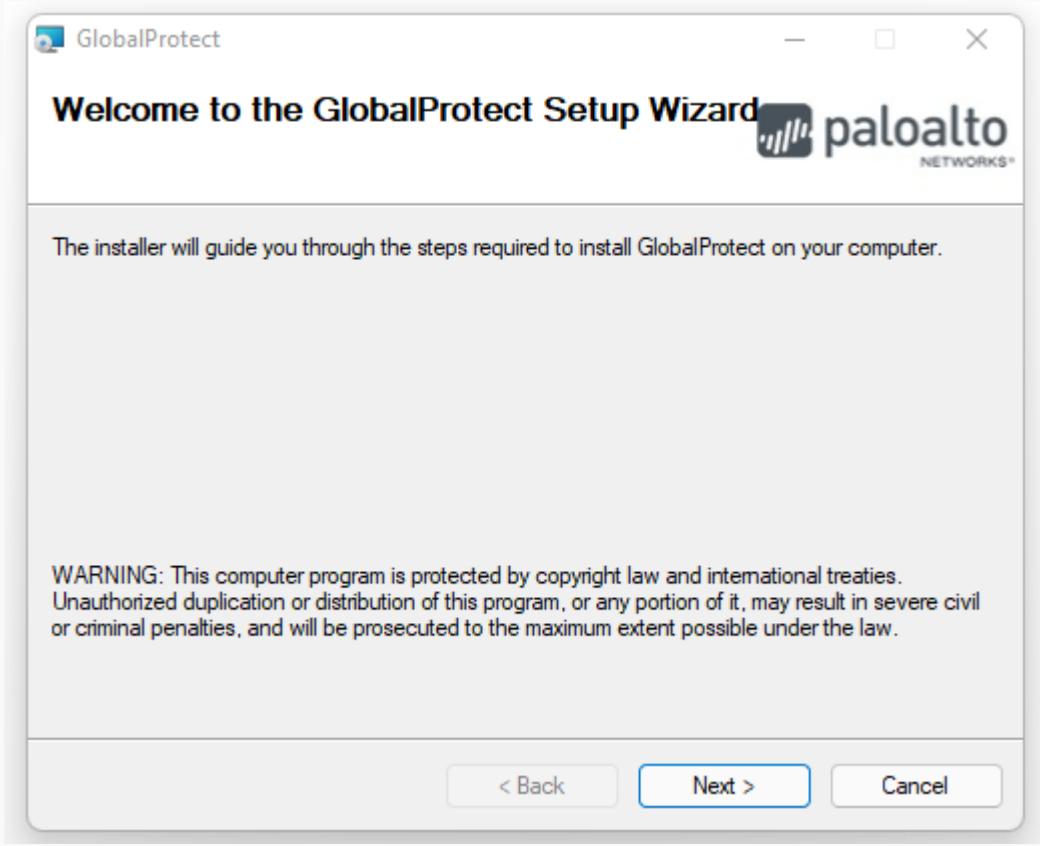 GlobalProtect
Welcome to the GlobalProtect Setup Wizard
paloalto
NETWORKS®
The installer will guide you through the steps required to install GlobalProtect on your computer.
WARNING: This computer program is protected by copyright law and international treaties.
Unauthorized duplication or distribution of this program, or any portion of it, may result in severe civil
or criminal penalties, and will be prosecuted to the maximum extent possible under the law.
< Back Next > Cancel